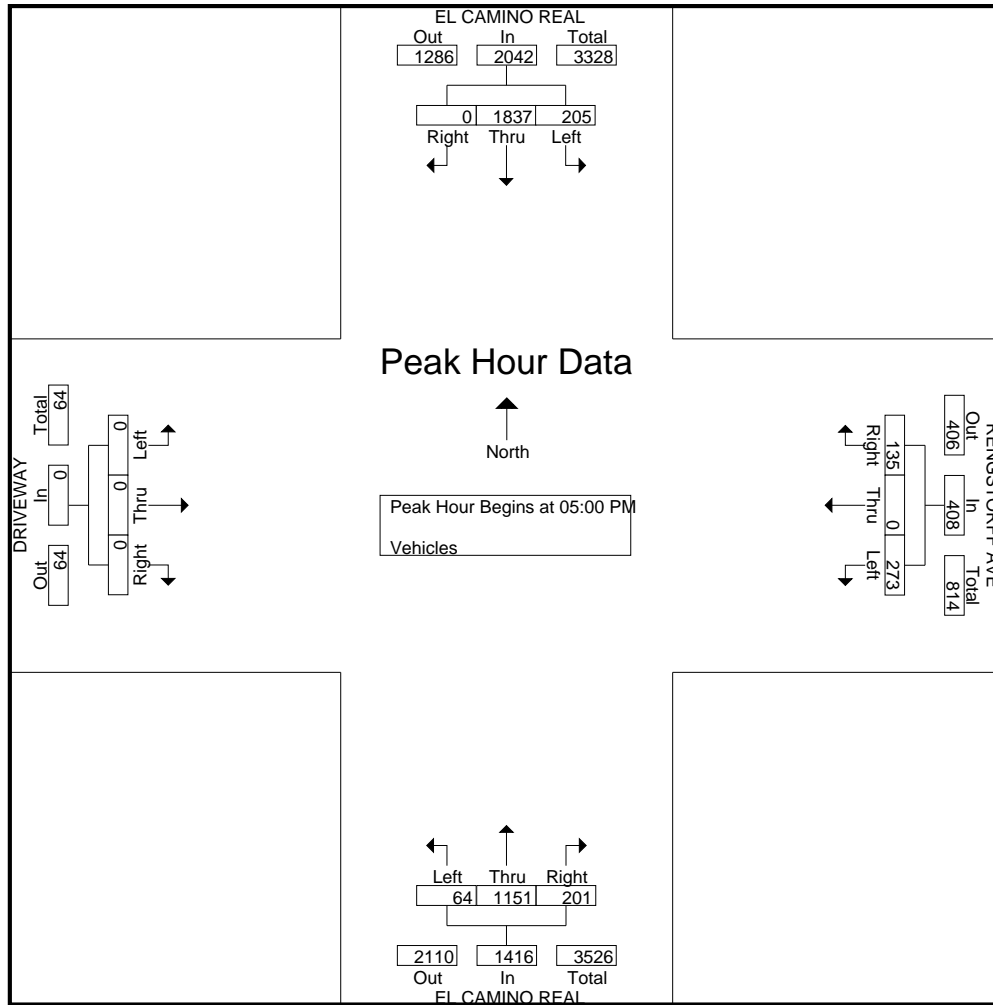 EL CAMINO REAL
Out In Total
1286 2042 3328
0 1837 205
Right Thru Left
Peak Hour Data
North
Peak Hour Begins at 05:00 PM
Vehicles
DRIVEWAY
Out In Total
64 0 64
Right Thru Left
0 0 0
RENGSTORFF AVE
Out In Total
406 408 814
Right Thru Left
135 0 273
Left Thru Right
64 1151 201
2110 1416 3526
Out In Total
EL CAMINO REAL